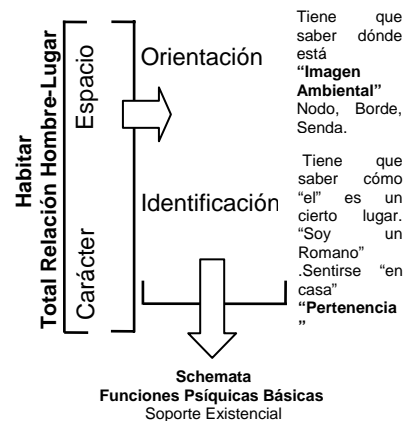 Habitar
Total Relación Hombre-Lugar
Espacio
Carácter
Orientación
Tiene que
saber dónde
está
“Imagen
Ambiental”
Nodo, Borde,
Senda.
Identificación
Tiene que
saber cómo
“el” es un
cierto lugar.
“Soy un
Romano”
.Sentirse “en
casa”
“Pertenencia
”
Schemata
Funciones Psíquicas Básicas
Soporte Existencial